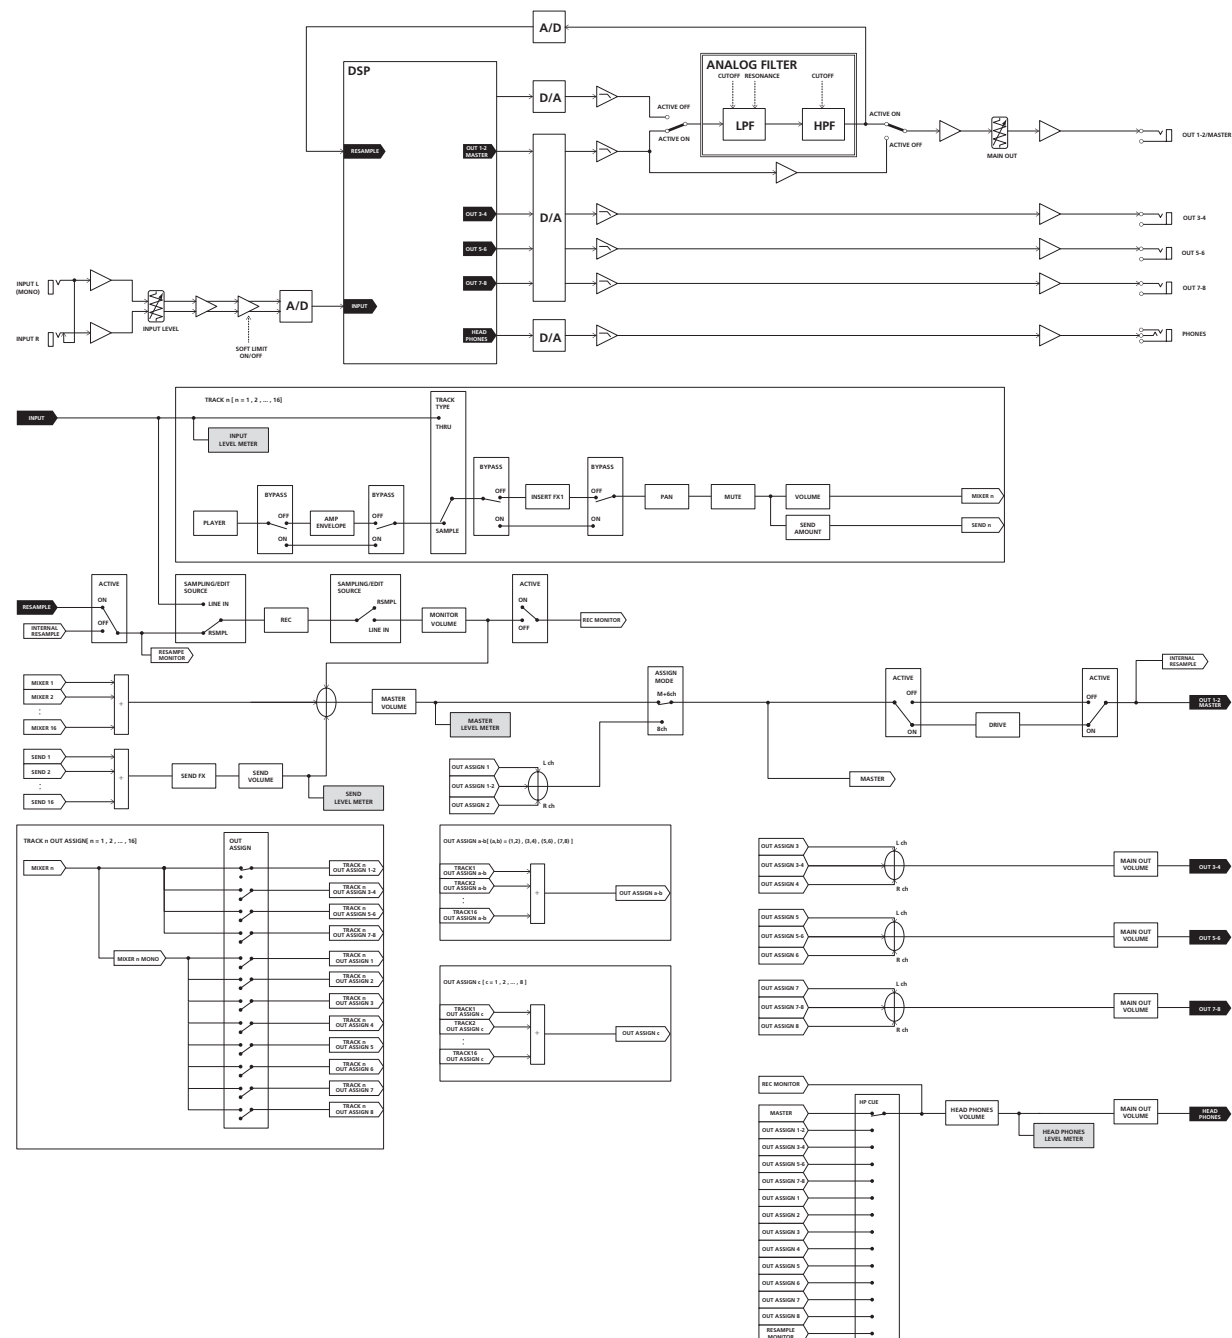 A/D
DSP
ANALOG FILTER
CUTOFF RESONANCE
CUTOFF
LPF
HPF
D/A
ACTIVE OFF
ACTIVE ON
ACTIVE ON
ACTIVE OFF
MAIN OUT
OUT 1-2/MASTER
RESAMPLE
OUT 1-2
MASTER
OUT 3-4
D/A
OUT 3-4
OUT 5-6
OUT 5-6
OUT 7-8
OUT 7-8
INPUT L
(MONO)
INPUT R
INPUT LEVEL
SOFT LIMIT
ON/OFF
A/D
INPUT
HEAD
PHONES
D/A
PHONES
TRACK n [ n = 1 , 2 , ... , 16]
TRACK
TYPE
THRU
INPUT
INPUT
LEVEL METER
BYPASS
OFF
ON
BYPASS
OFF
ON
INSERT FX1
PAN
MUTE
VOLUME
MIXER n
SEND
AMOUNT
SEND n
PLAYER
BYPASS
OFF
ON
AMP
ENVELOPE
BYPASS
OFF
ON
SAMPLE
RESAMPLE
INTERNAL
RESAMPLE
ACTIVE
ON
OFF
RESAMPE
MONITOR
SAMPLING/EDIT
SOURCE
LINE IN
RSMPL
REC
SAMPLING/EDIT
SOURCE
RSMPL
LINE IN
MONITOR
VOLUME
ACTIVE
ON
OFF
REC MONITOR
MIXER 1
MIXER 2
:
MIXER 16
+
MASTER
VOLUME
MASTER
LEVEL METER
ASSIGN
MODE
M+6ch
8ch
ACTIVE
OFF
ON
DRIVE
ACTIVE
OFF
ON
INTERNAL
RESAMPLE
OUT 1-2
MASTER
MASTER
SEND 1
SEND 2
:
SEND 16
+
SEND FX
SEND
VOLUME
SEND
LEVEL METER
OUT ASSIGN 1
OUT ASSIGN 1-2
OUT ASSIGN 2
L ch
R ch
TRACK n OUT ASSIGN[ n = 1 , 2 , ... , 16]
MIXER n
MIXER n MONO
OUT
ASSIGN
TRACK n
OUT ASSIGN 1-2
TRACK n
OUT ASSIGN 3-4
TRACK n
OUT ASSIGN 5-6
TRACK n
OUT ASSIGN 7-8
TRACK n
OUT ASSIGN 1
TRACK n
OUT ASSIGN 2
TRACK n
OUT ASSIGN 3
TRACK n
OUT ASSIGN 4
TRACK n
OUT ASSIGN 5
TRACK n
OUT ASSIGN 6
TRACK n
OUT ASSIGN 7
TRACK n
OUT ASSIGN 8
OUT ASSIGN a-b[ (a,b) = (1,2) , (3,4) , (5,6) , (7,8) ]
TRACK1
OUT ASSIGN a-b
TRACK2
OUT ASSIGN a-b
:
TRACK16
OUT ASSIGN a-b
+
OUT ASSIGN a-b
OUT ASSIGN c [ c = 1 , 2 , ... , 8 ]
TRACK1
OUT ASSIGN c
TRACK2
OUT ASSIGN c
:
TRACK16
OUT ASSIGN c
+
OUT ASSIGN c
OUT ASSIGN 3
OUT ASSIGN 3-4
OUT ASSIGN 4
L ch
R ch
MAIN OUT
VOLUME
OUT 3-4
OUT ASSIGN 5
OUT ASSIGN 5-6
OUT ASSIGN 6
L ch
R ch
MAIN OUT
VOLUME
OUT 5-6
OUT ASSIGN 7
OUT ASSIGN 7-8
OUT ASSIGN 8
L ch
R ch
MAIN OUT
VOLUME
OUT 7-8
REC MONITOR
HP CUE
MASTER
HEAD PHONES
VOLUME
HEAD PHONES
LEVEL METER
MAIN OUT
VOLUME
HEAD
PHONES
OUT ASSIGN 1-2
OUT ASSIGN 3-4
OUT ASSIGN 5-6
OUT ASSIGN 7-8
OUT ASSIGN 1
OUT ASSIGN 2
OUT ASSIGN 3
OUT ASSIGN 4
OUT ASSIGN 5
OUT ASSIGN 6
OUT ASSIGN 7
OUT ASSIGN 8
RESAMPLE
MONITOR